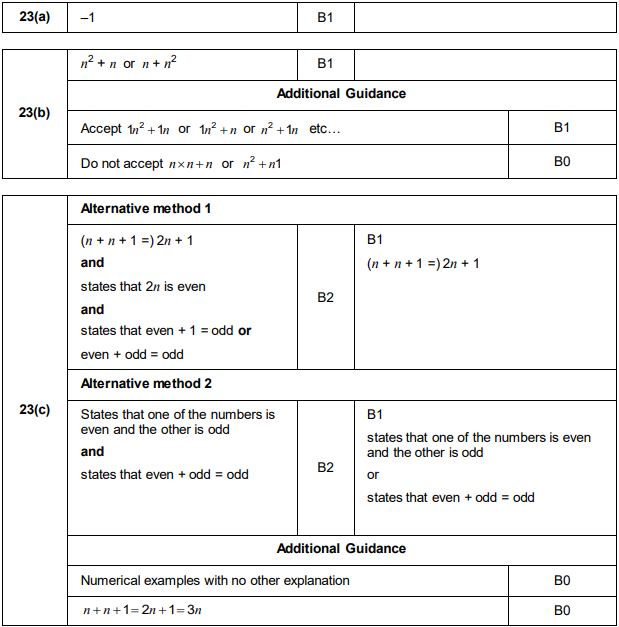 23(a) –1 B1
n² + n or n + n² B1
Additional Guidance
23(b)
Accept 1n² + 1n or 1n² + n or n² + 1n etc… B1
Do not accept n × n + n or n² + n1 B0
Alternative method 1
(n + n + 1 =) 2n + 1 B1
and (n + n + 1 =) 2n + 1
states that 2n is even
and B2
states that even + 1 = odd or
even + odd = odd
Alternative method 2
23(c)
States that one of the numbers is B1
even and the other is odd states that one of the numbers is even
and and the other is odd
states that even + odd = odd B2 or
states that even + odd = odd
Additional Guidance
Numerical examples with no other explanation B0
n + n + 1 = 2n + 1 = 3n B0